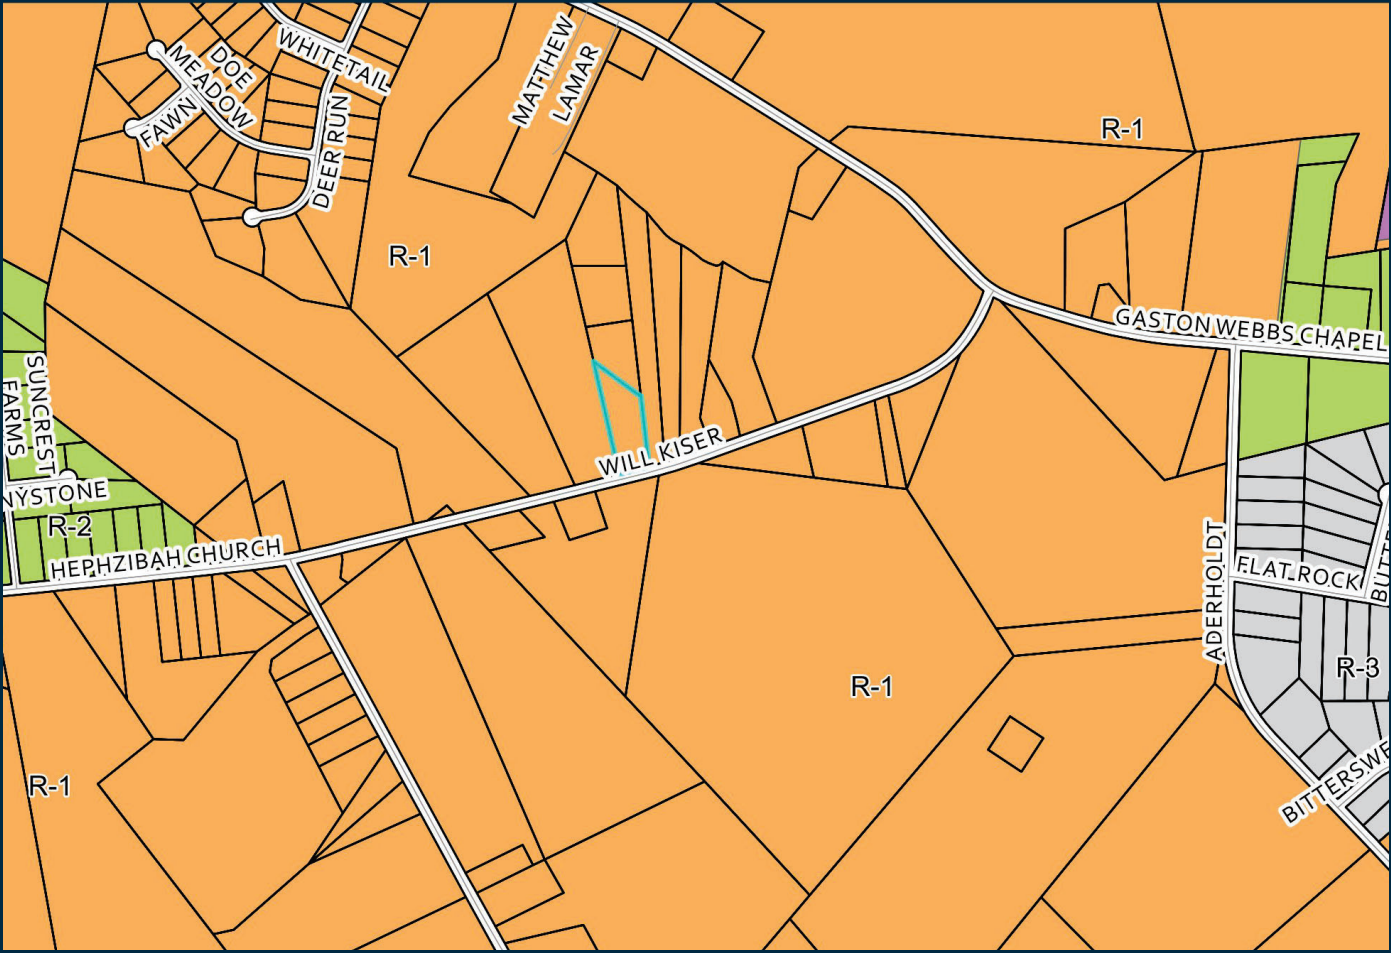 WHITETAIL
DOE
MEADOW
FAWN
DEER RUN
MATTHEW
LAMAR
R-1
R-1
GASTON WEBBS CHAPEL
SUNCREST
FARMS
WILL KISER
NYSTONE
R-2
HEPHZIBAH CHURCH
ADERHOLDT
FLAT ROCK
BUTTE
R-3
R-1
R-1
BITTERSWE